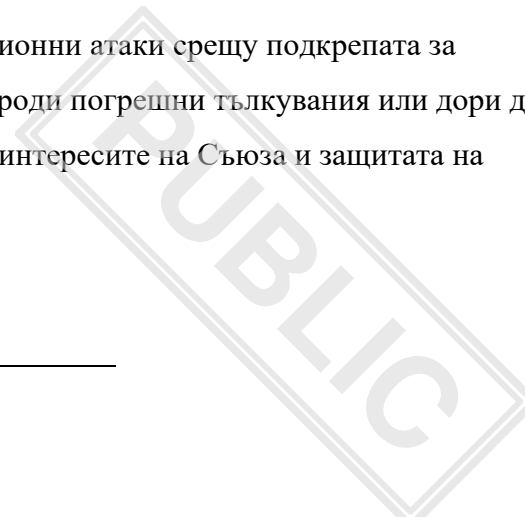 ионни атаки срещу подкрепата за
роди погрешни тълкувания или дори д
интересите на Съюза и защитата на
PUBLIC